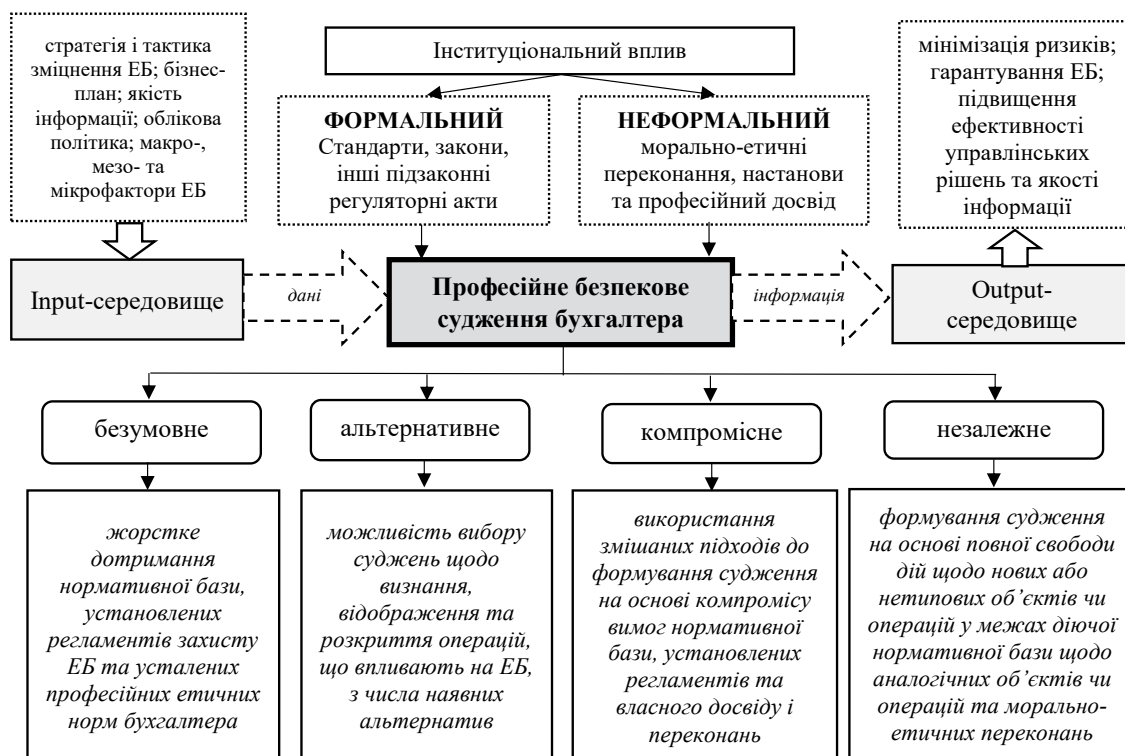 стратегія і тактика
зміцнення ЕБ; бізнес-
план; якість
інформації; облікова
політика; макро-,
мезо- та
мікрофактори ЕБ
Інституціональний вплив
ФОРМАЛЬНИЙ
Стандарти, закони,
інші підзаконні
регуляторні акти
НЕФОРМАЛЬНИЙ
морально-етичні
переконання, настанови
та професійний досвід
мінімізація ризиків;
гарантування ЕБ;
підвищення
ефективності
управлінських
рішень та якості
інформації
Input-середовище
дані
Професійне безпекове
судження бухгалтера
інформація
Output-
середовище
безумовне
альтернативне
компромісне
незалежне
жорстке
дотримання
нормативної бази,
установлених
регламентів захисту
ЕБ та усталених
професійних етичних
норм бухгалтера
можливість вибору
суджень щодо
визнання,
відображення та
розкриття операцій,
що впливають на ЕБ,
з числа наявних
альтернатив
використання
змішаних підходів до
формування судження
на основі компромісу
вимог нормативної
бази, установлених
регламентів та
власного досвіду і
переконань
формування судження
на основі повної свободи
дій щодо нових або
нетипових об’єктів чи
операцій у межах діючої
нормативної бази щодо
аналогічних об’єктів чи
операцій та морально-
етичних переконань